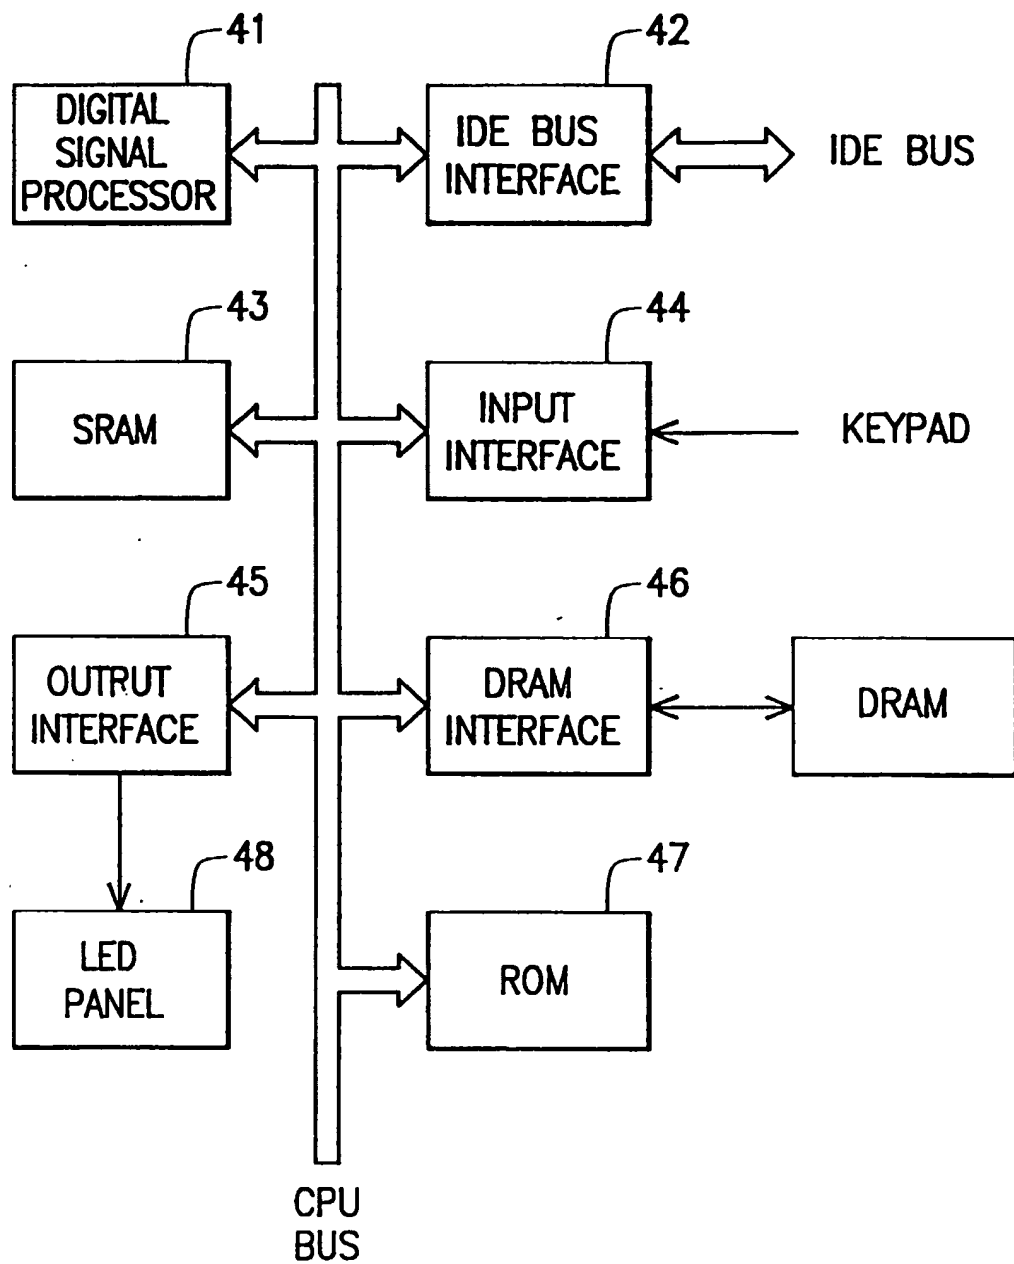 41
DIGITAL
SIGNAL
PROCESSOR
42
IDE BUS
INTERFACE
IDE BUS
43
SRAM
44
INPUT
INTERFACE
KEYPAD
45
OUTRUT
INTERFACE
46
DRAM
INTERFACE
DRAM
48
LED
PANEL
47
ROM
CPU
BUS